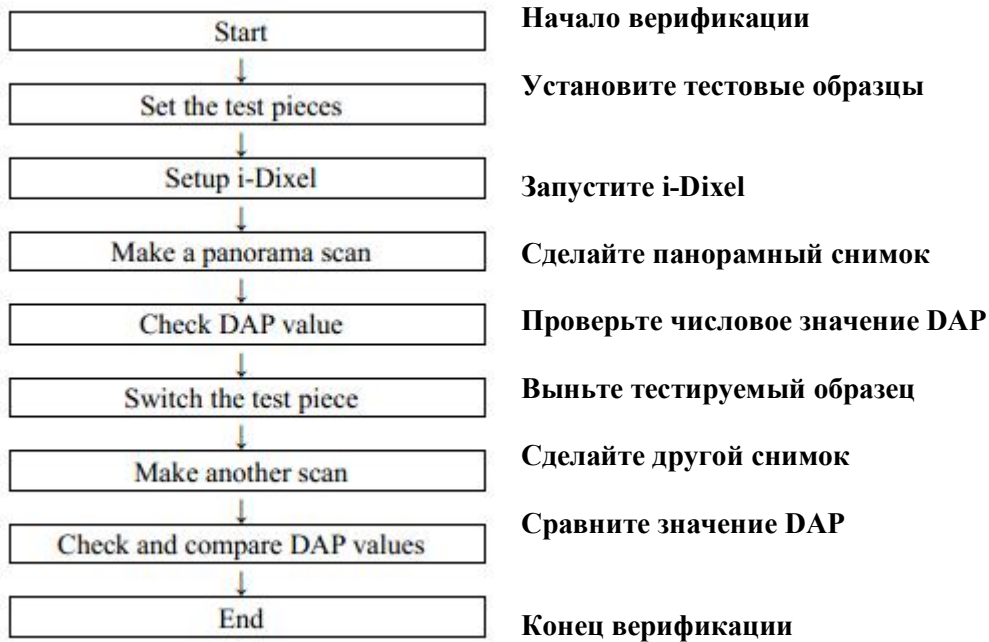 Start
Начало верификации
↓
Set the test pieces
Установите тестовые образцы
↓
Setup i-Dixel
Запустите i-Dixel
↓
Make a panorama scan
Сделайте панорамный снимок
↓
Check DAP value
Проверьте числовое значение DAP
↓
Switch the test piece
Выньте тестируемый образец
↓
Make another scan
Сделайте другой снимок
↓
Check and compare DAP values
Сравните значение DAP
↓
End
Конец верификации